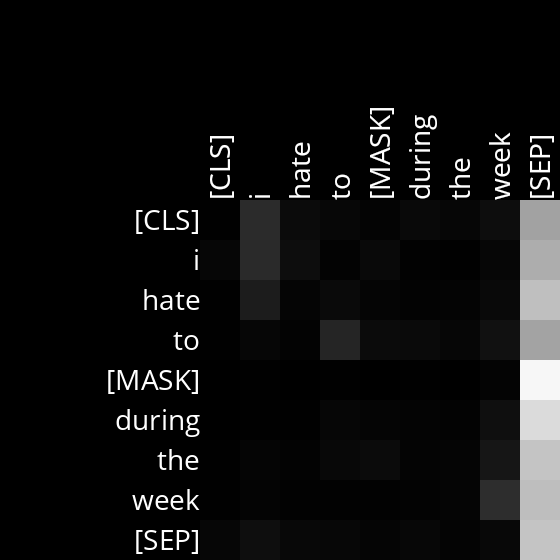 [CLS] i hate to [MASK] during the week [SEP]
[CLS]
i
hate
to
[MASK]
during
the
week
[SEP]